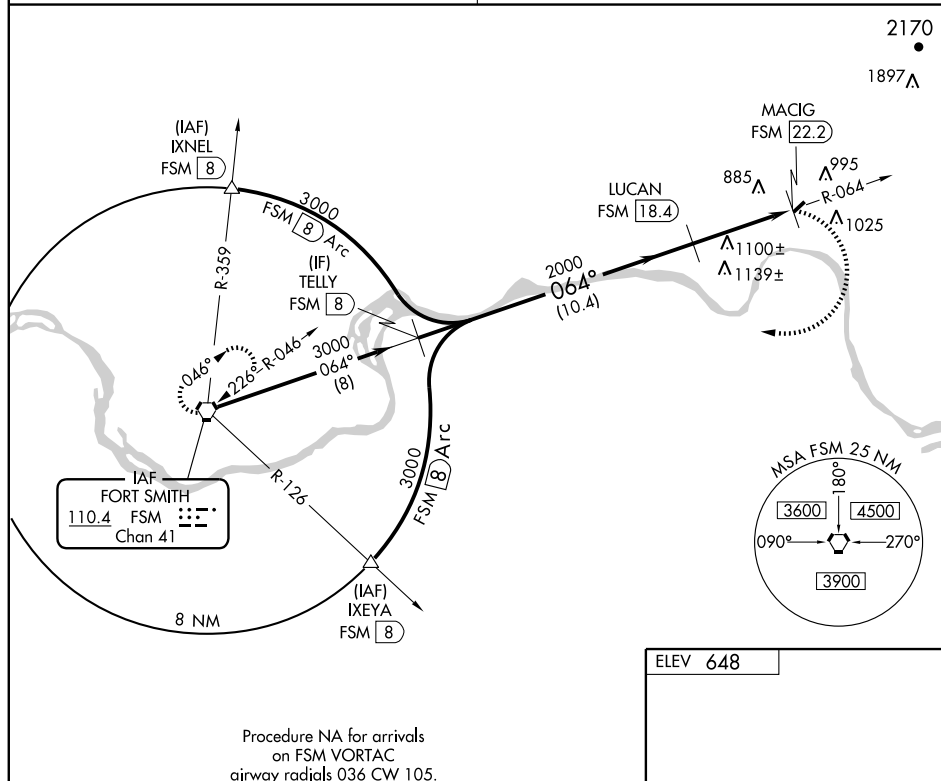 2170
1897
MACIG
FSM 22.2
(IAF)
IXNEL
FSM 8
995
885
R-064
LUCAN
FSM 18.4
1025
3000
FSM 8 Arc
1100±
1139±
(IF)
TELLY
FSM 8
2000
064°
(10.4)
R-359
046°
226°
R-046
3000
064°
(8)
3000
FSM 8 Arc
R-126
IAF
FORT SMITH
110.4 FSM
Chan 41
MSA FSM 25 NM
180°
3600
4500
090°
270°
3900
(IAF)
IXEYA
FSM 8
8 NM
ELEV 648
Procedure NA for arrivals
on FSM VORTAC
airway radials 036 CW 105.